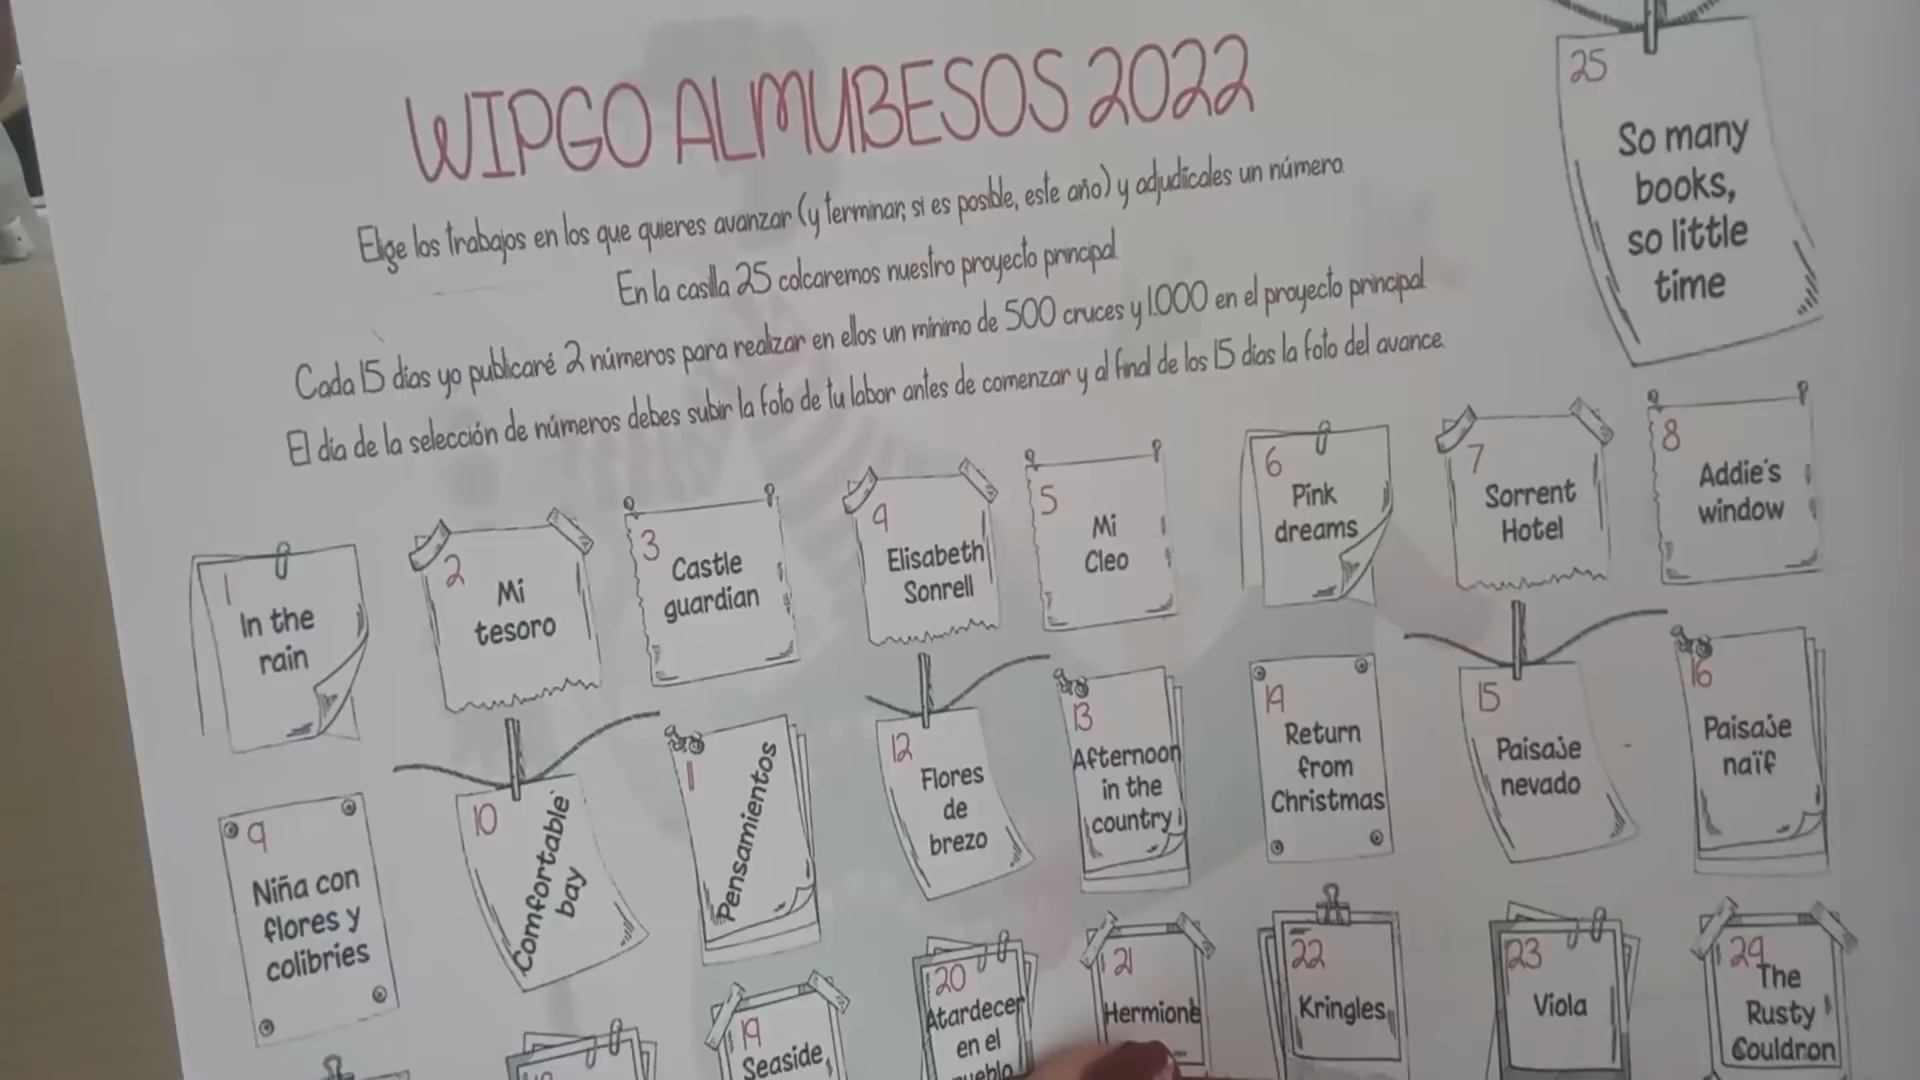 WIPGO ALMUBESOS 2022
Elige los trabajos en los que quieres avanzar (y terminar, si es posible, este año) y adjudícales un número.
En la casilla 25 colcaremos nuestro proyecto principal.
Cada 15 días yo publicaré 2 números para realizar en ellos un mínimo de 500 cruces y 1.000 en el proyecto principal.
El día de la selección de números debes subir la foto de tu labor antes de comenzar y al final de los 15 días la foto del avance.
25
So many
books,
so little
time
1
In the
rain
2
Mi
tesoro
3
Castle
guardian
4
Elisabeth
Sonrell
5
Mi
Cleo
6
Pink
dreams
7
Sorrent
Hotel
8
Addie's
window
9
Niña con
flores y
colibries
10
Comfortable
bay
11
Pensamientos
12
Flores
de
brezo
13
Afternoon
in the
country
14
Return
from
Christmas
15
Paisaje
nevado
16
Paisaje
naïf
19
Seaside
20
Atardecer
en el
pueblo
21
Hermione
22
Kringles
23
Viola
24
The
Rusty
Couldron